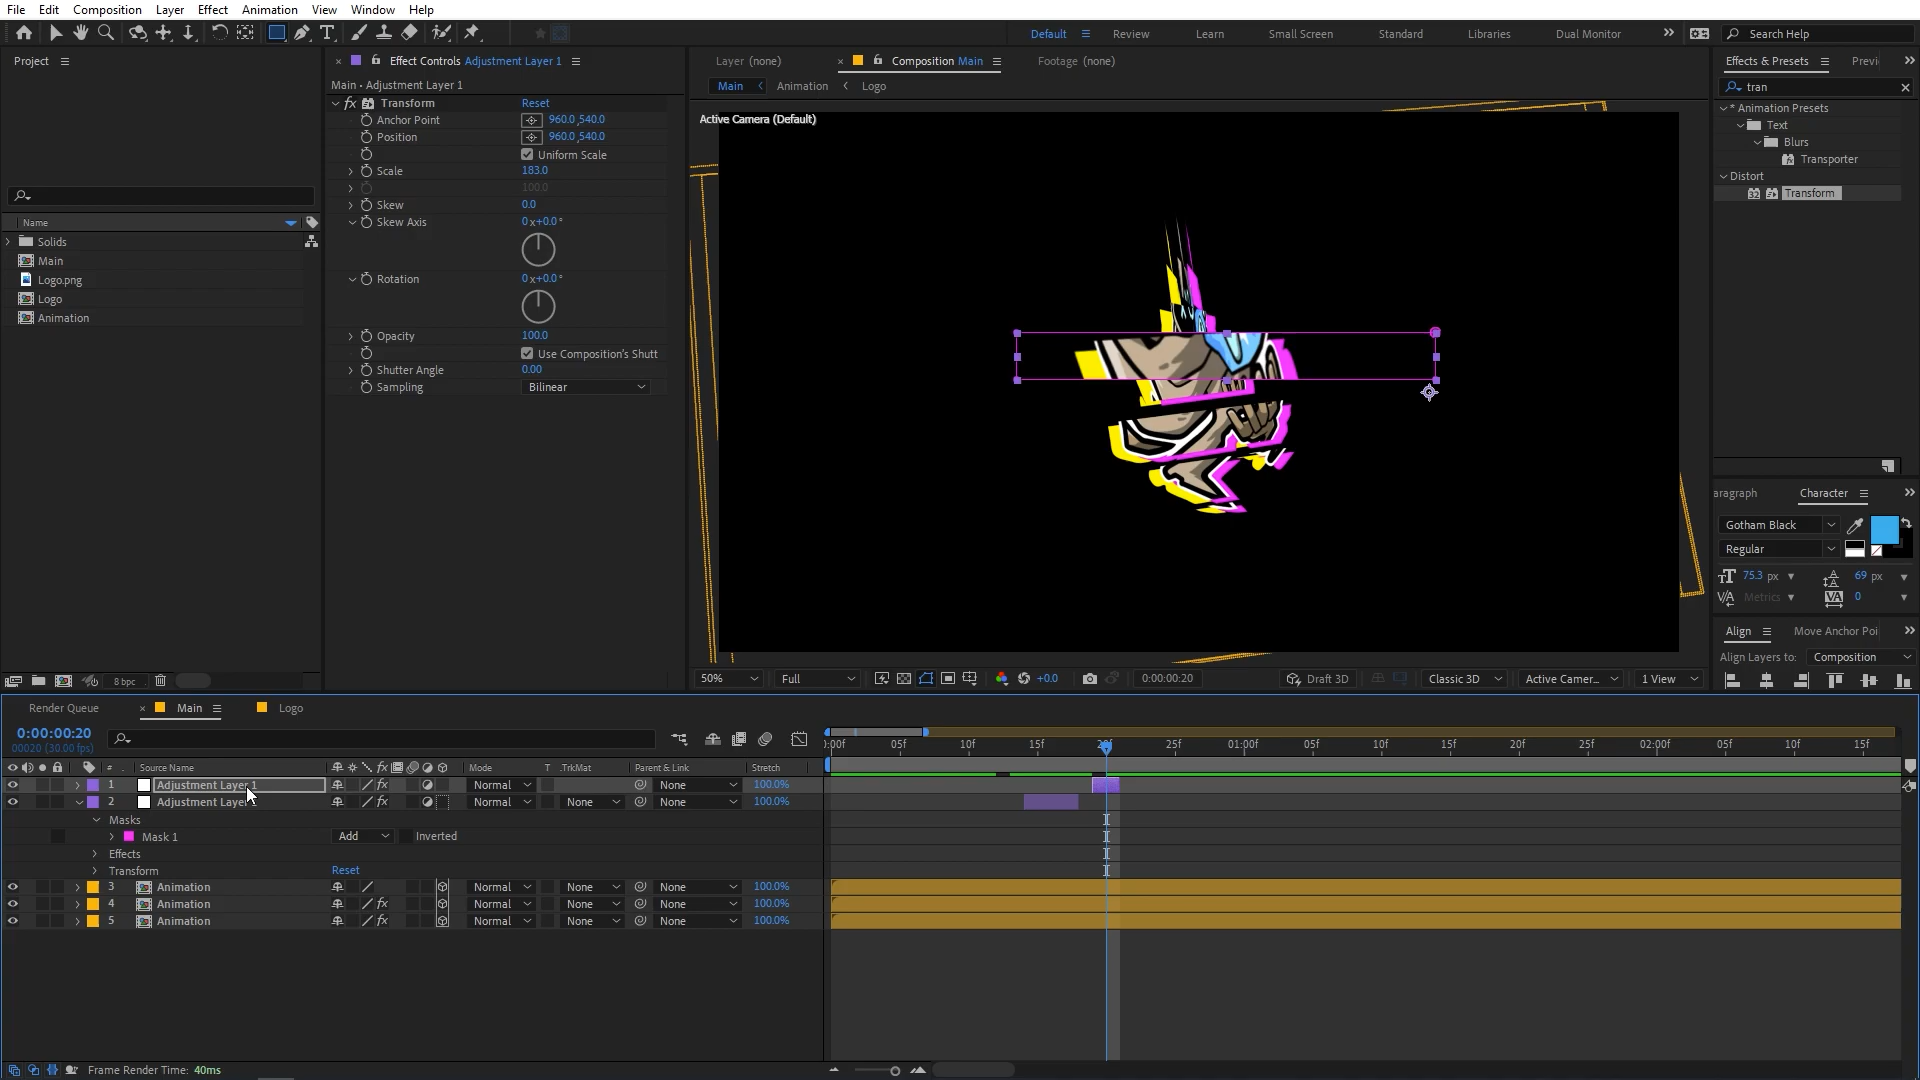 File Edit Composition Layer Effect Animation View Window Help
Default Review Learn Small Screen Standard Libraries Dual Monitor Search Help
Project
Effect Controls Adjustment Layer 1
Layer (none)
Composition Main
Footage (none)
Effects & Presets
Main • Adjustment Layer 1
Main Animation Logo
tran
Transform Reset
Anchor Point 960.0,540.0
Position 960.0,540.0
Uniform Scale
Scale 183.0
100.0
Skew 0.0
Skew Axis 0x+0.0°
Rotation 0x+0.0°
Opacity 100.0
Use Composition's Shutt
Shutter Angle 0.00
Sampling Bilinear
Active Camera (Default)
* Animation Presets
Text
Blurs
Transporter
Distort
32 Transform
Name
Solids
Main
Logo.png
Logo
Animation
aragraph Character
Gotham Black
Regular
75.3 px 69 px
Metrics 0
Align Move Anchor Poi
Align Layers to: Composition
8 bpc
50% Full +0.0 0:00:00:20 Draft 3D Classic 3D Active Camer... 1 View
Render Queue Main Logo
0:00:00:20
00020 (30.00 fps)
:00f 05f 10f 15f 20f 25f 01:00f 05f 10f 15f 20f 25f 02:00f 05f 10f 15f
# Source Name Mode T .TrkMat Parent & Link Stretch
1 Adjustment Layer 1 Normal None 100.0%
2 Adjustment Layer Normal None None 100.0%
Masks
Mask 1 Add Inverted
Effects
Transform Reset
3 Animation Normal None None 100.0%
4 Animation Normal None None 100.0%
5 Animation Normal None None 100.0%
Frame Render Time: 40ms